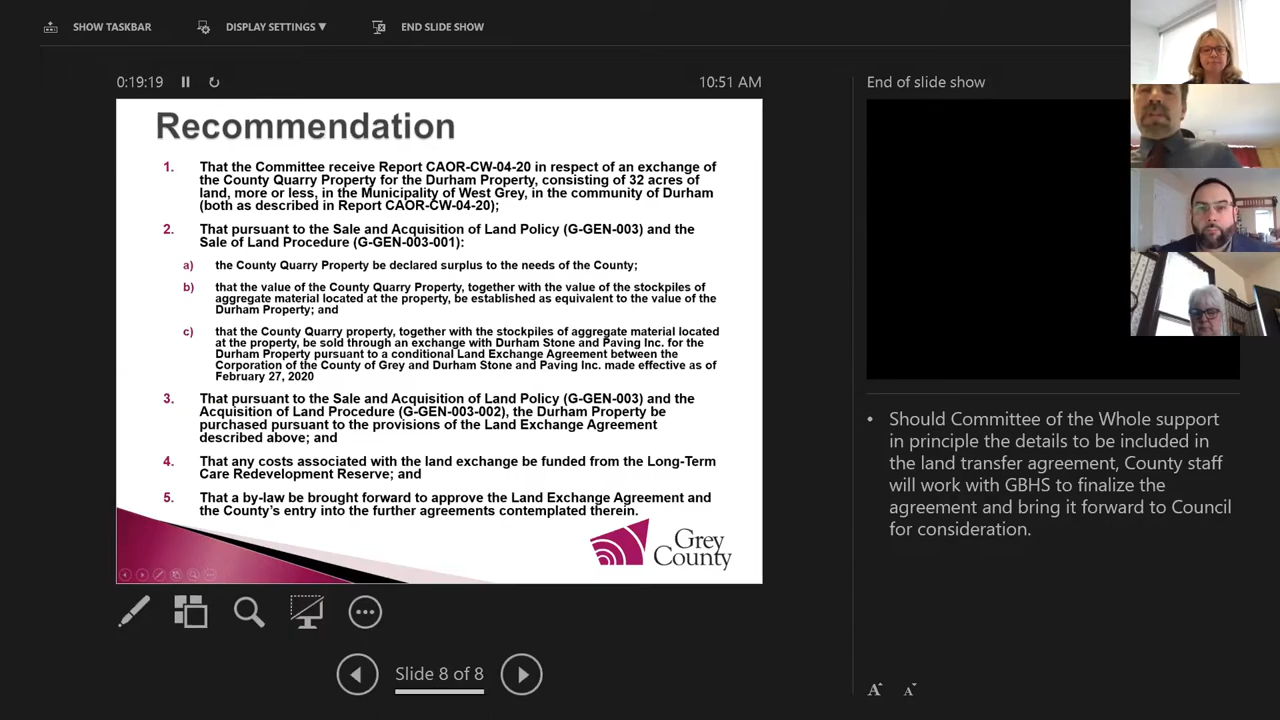 SHOW TASKBAR
DISPLAY SETTINGS ▼
END SLIDE SHOW
0:19:19
10:51 AM
End of slide show
Recommendation
1. That the Committee receive Report CAOR-CW-04-20 in respect of an exchange of
the County Quarry Property for the Durham Property, consisting of 32 acres of
land, more or less, in the Municipality of West Grey, in the community of Durham
(both as described in Report CAOR-CW-04-20);
2. That pursuant to the Sale and Acquisition of Land Policy (G-GEN-003) and the
Sale of Land Procedure (G-GEN-003-001):
a) the County Quarry Property be declared surplus to the needs of the County;
b) that the value of the County Quarry Property, together with the value of the stockpiles of
aggregate material located at the property, be established as equivalent to the value of the
Durham Property; and
c) that the County Quarry property, together with the stockpiles of aggregate material located
at the property, be sold through an exchange with Durham Stone and Paving Inc. for the
Durham Property pursuant to a conditional Land Exchange Agreement between the
Corporation of the County of Grey and Durham Stone and Paving Inc. made effective as of
February 27, 2020
3. That pursuant to the Sale and Acquisition of Land Policy (G-GEN-003) and the
Acquisition of Land Procedure (G-GEN-003-002), the Durham Property be
purchased pursuant to the provisions of the Land Exchange Agreement
described above; and
4. That any costs associated with the land exchange be funded from the Long-Term
Care Redevelopment Reserve; and
5. That a by-law be brought forward to approve the Land Exchange Agreement and
the County's entry into the further agreements contemplated therein.
Grey
County
• Should Committee of the Whole support
in principle the details to be included in
the land transfer agreement, County staff
will work with GBHS to finalize the
agreement and bring it forward to Council
for consideration.
Slide 8 of 8
A A